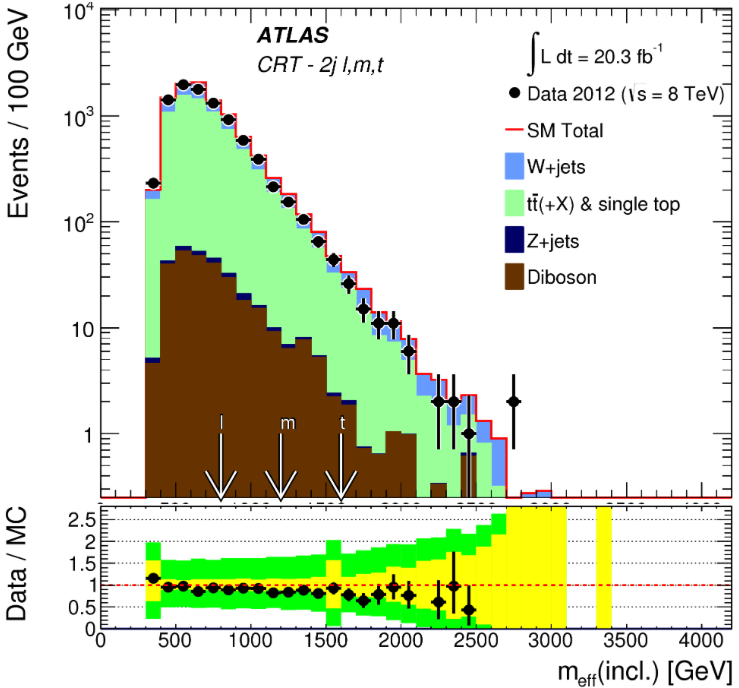 10⁴
10³
10²
10
1
Events / 100 GeV
ATLAS
CRT - 2j l,m,t
∫ L dt = 20.3 fb⁻¹
Data 2012 (√s = 8 TeV)
SM Total
W+jets
tt̄(+X) & single top
Z+jets
Diboson
l
m
t
Data / MC
2.5
2
1.5
1
0.5
0
0 500 1000 1500 2000 2500 3000 3500 4000
m_eff(incl.) [GeV]